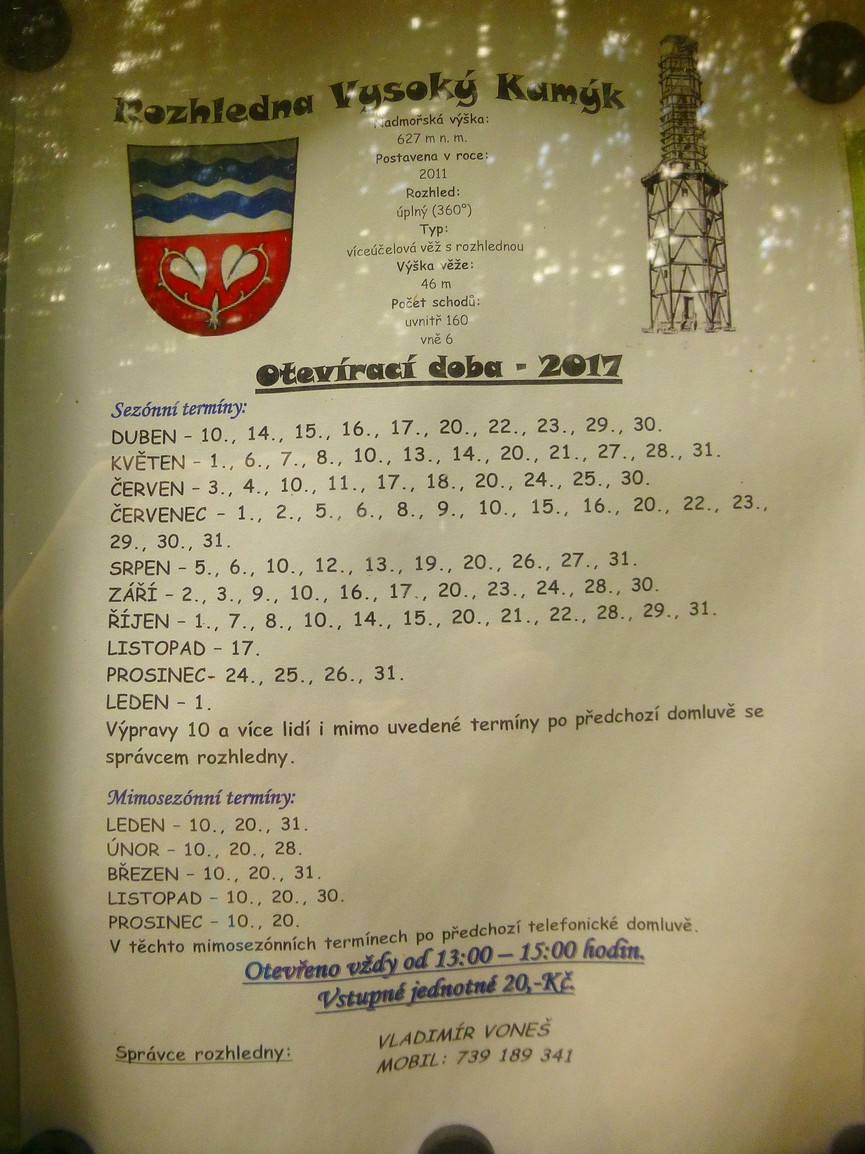 Rozhledna Vysoký Kamýk
Nadmořská výška:
627 m n. m.
Postavena v roce:
2011
Rozhled:
úplný (360°)
Typ:
víceúčelová věž s rozhlednou
Výška věže:
46 m
Počet schodů:
uvnitř 160
vně 6
Otevírací doba - 2017
Sezónní termíny:
DUBEN - 10., 14., 15., 16., 17., 20., 22., 23., 29., 30.
KVĚTEN - 1., 6., 7., 8., 10., 13., 14., 20., 21., 27., 28., 31.
ČERVEN - 3., 4., 10., 11., 17., 18., 20., 24., 25., 30.
ČERVENEC - 1., 2., 5., 6., 8., 9., 10., 15., 16., 20., 22., 23.,
29., 30., 31.
SRPEN - 5., 6., 10., 12., 13., 19., 20., 26., 27., 31.
ZÁŘÍ - 2., 3., 9., 10., 16., 17., 20., 23., 24., 28., 30.
ŘÍJEN - 1., 7., 8., 10., 14., 15., 20., 21., 22., 28., 29., 31.
LISTOPAD - 17.
PROSINEC- 24., 25., 26., 31.
LEDEN - 1.
Výpravy 10 a více lidí i mimo uvedené termíny po předchozí domluvě se
správcem rozhledny.
Mimosezónní termíny:
LEDEN - 10., 20., 31.
ÚNOR - 10., 20., 28.
BŘEZEN - 10., 20., 31.
LISTOPAD - 10., 20., 30.
PROSINEC - 10., 20.
V těchto mimosezónních termínech po předchozí telefonické domluvě.
Otevřeno vždy od 13:00 – 15:00 hodin.
Vstupné jednotné 20,-Kč.
Správce rozhledny:
VLADIMÍR VONEŠ
MOBIL: 739 189 341